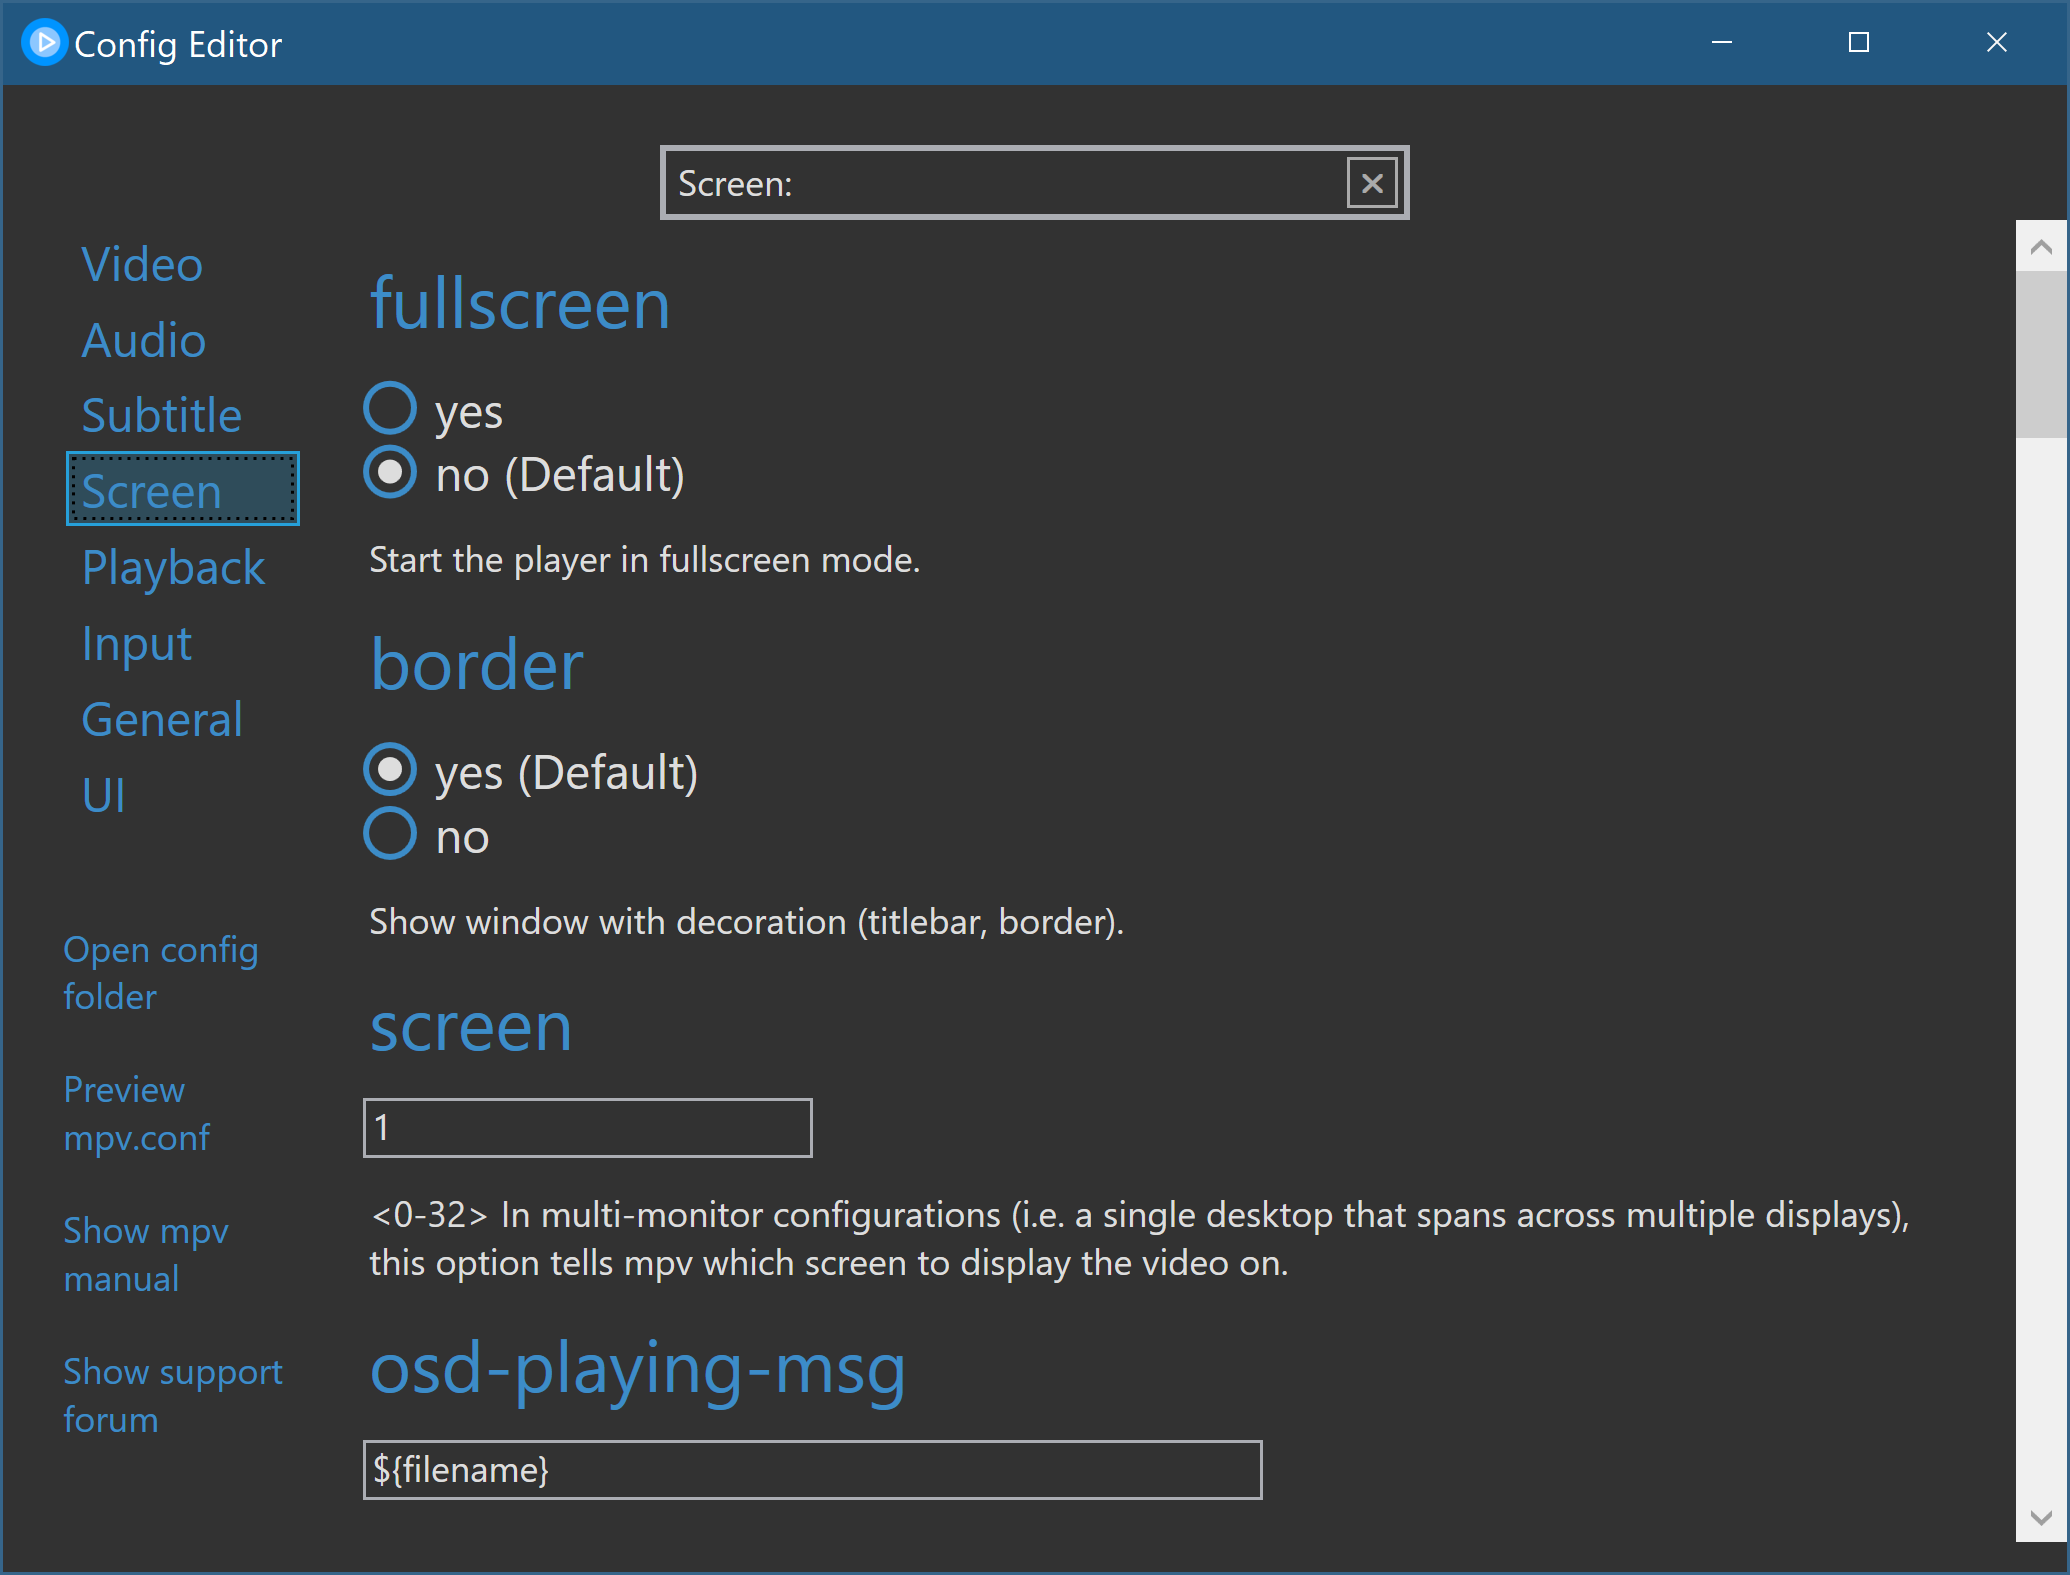 Config Editor
Screen:
Video
Audio
Subtitle
Screen
Playback
Input
General
UI
Open config
folder
Preview
mpv.conf
Show mpv
manual
Show support
forum
fullscreen
yes
no (Default)
Start the player in fullscreen mode.
border
yes (Default)
no
Show window with decoration (titlebar, border).
screen
1
<0-32> In multi-monitor configurations (i.e. a single desktop that spans across multiple displays),
this option tells mpv which screen to display the video on.
osd-playing-msg
${filename}